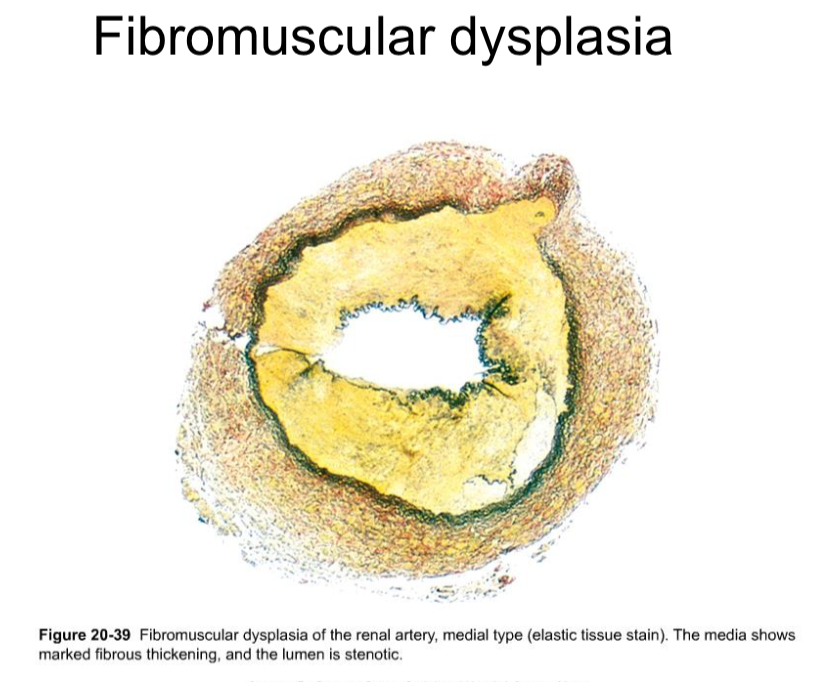 Fibromuscular dysplasia
Figure 20-39 Fibromuscular dysplasia of the renal artery, medial type (elastic tissue stain). The media shows
marked fibrous thickening, and the lumen is stenotic.